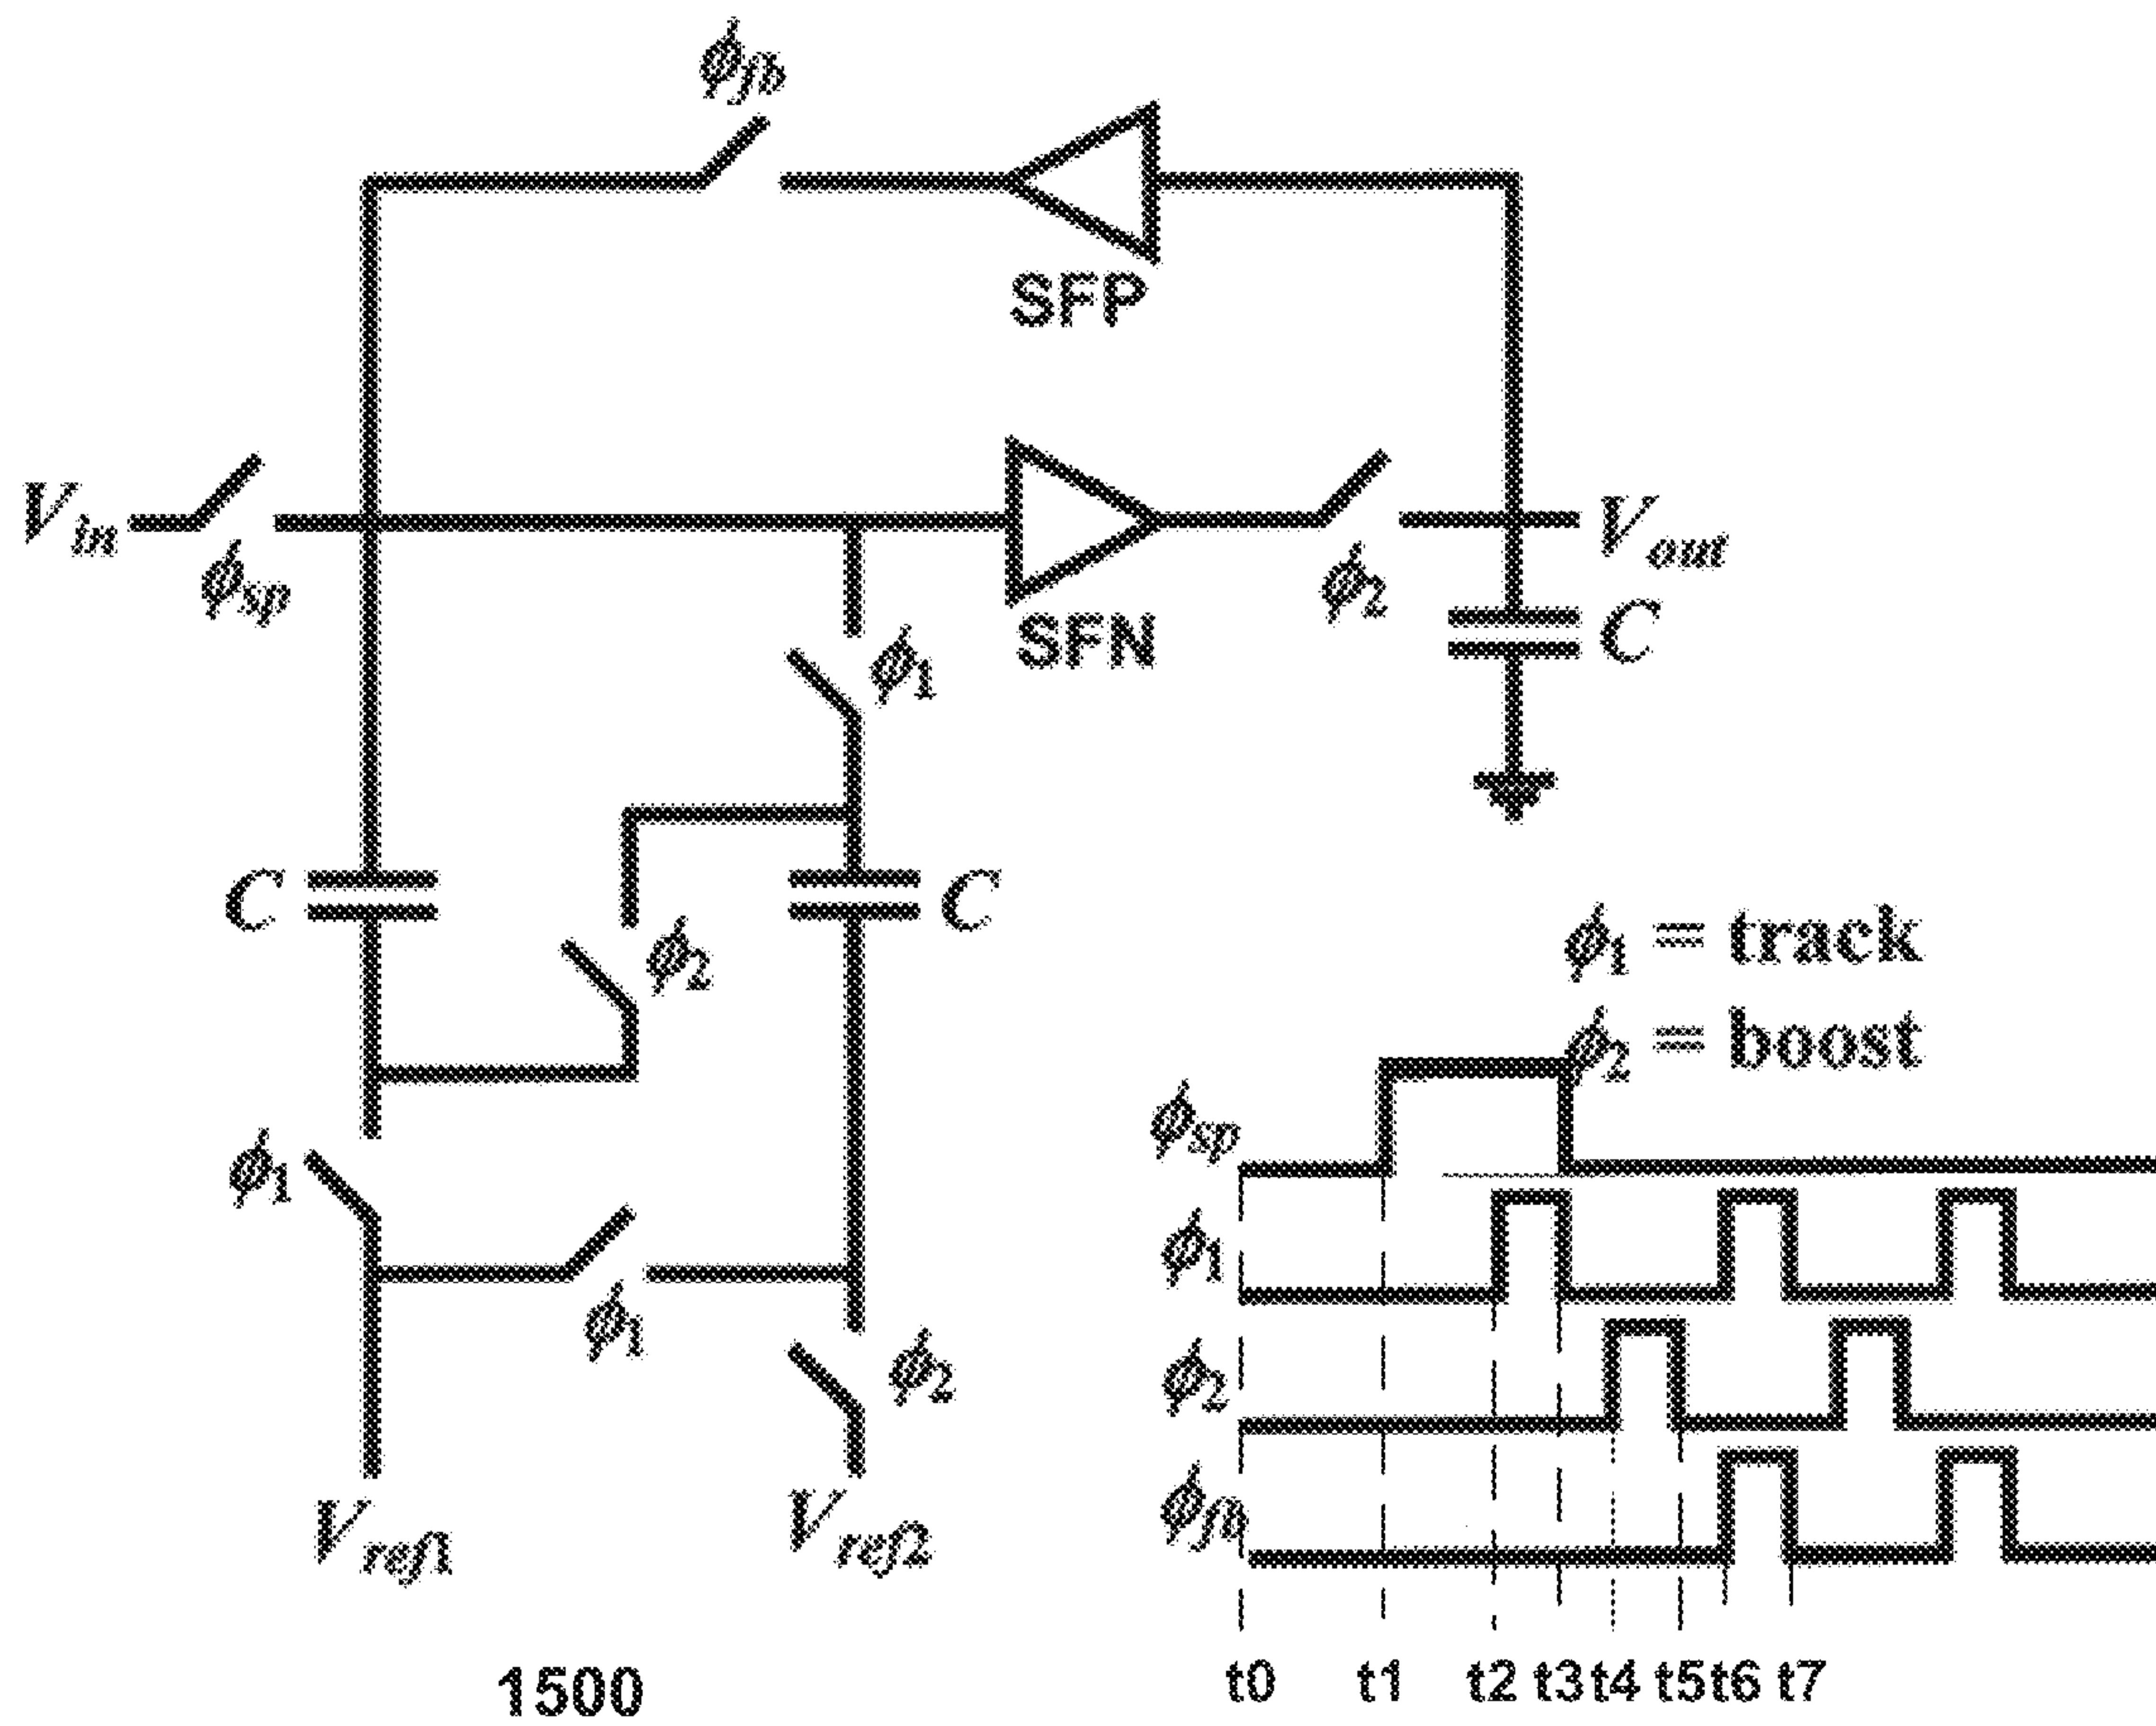 ϕfb
SFP
Vin
ϕsp
SFN
ϕ2
Vout
C
ϕ1
C
ϕ2
C
ϕ1 = track
ϕ2 = boost
ϕ1
ϕ1
ϕ2
Vref1
Vref2
ϕsp
ϕ1
ϕ2
ϕfb
t0 t1 t2 t3 t4 t5 t6 t7
1500